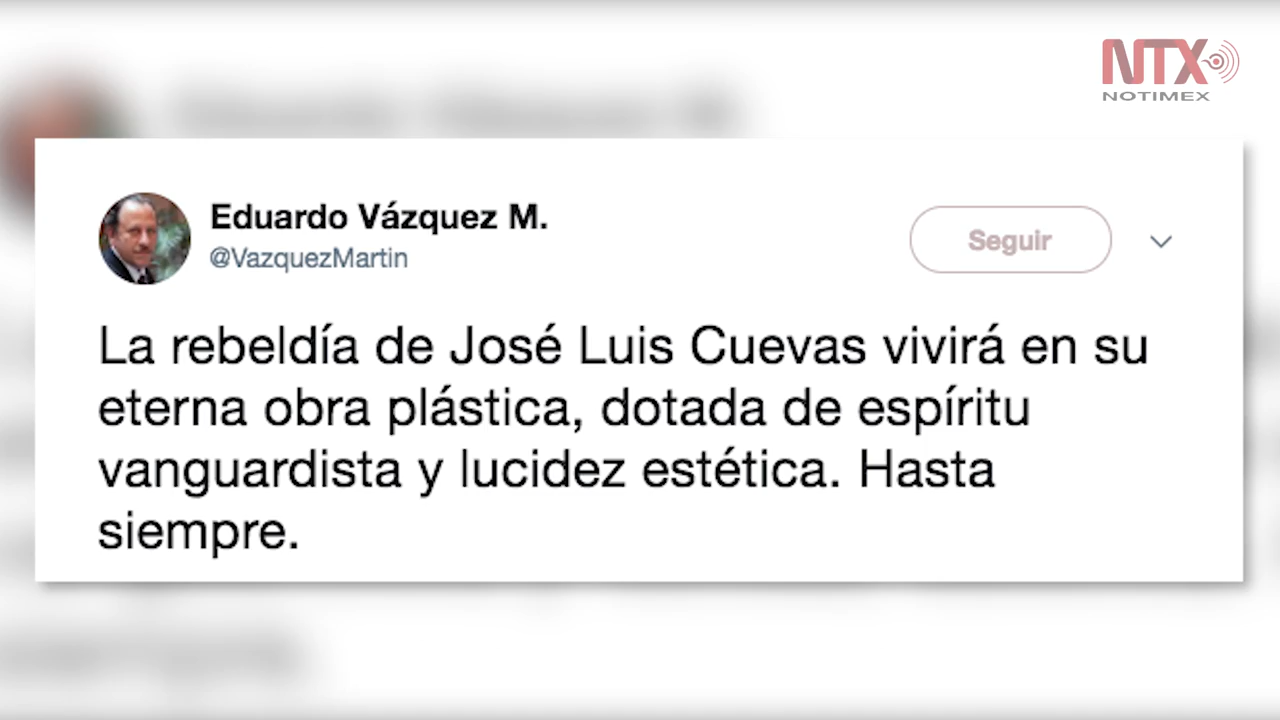 NTX
NOTIMEX
Eduardo Vázquez M.
@VazquezMartin
Seguir
La rebeldía de José Luis Cuevas vivirá en su
eterna obra plástica, dotada de espíritu
vanguardista y lucidez estética. Hasta
siempre.